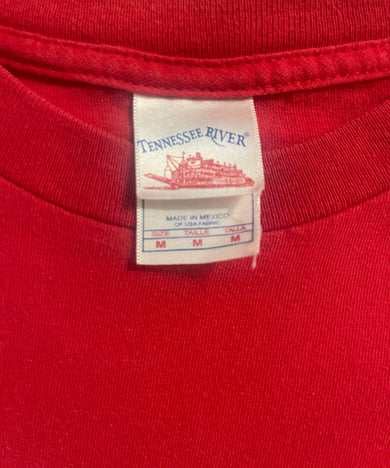 TENNESSEE RIVER®
MADE IN MEXICO
OF USA FABRIC
SIZE TAILLE TALLA
M M M